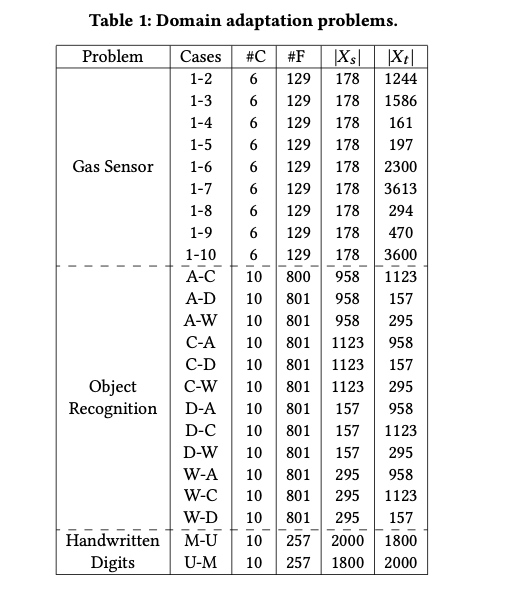 Table 1: Domain adaptation problems.
Problem Cases #C #F |Xₛ| |Xₜ|
1-2 6 129 178 1244
1-3 6 129 178 1586
1-4 6 129 178 161
1-5 6 129 178 197
Gas Sensor 1-6 6 129 178 2300
1-7 6 129 178 3613
1-8 6 129 178 294
1-9 6 129 178 470
1-10 6 129 178 3600
A-C 10 800 958 1123
A-D 10 801 958 157
A-W 10 801 958 295
C-A 10 801 1123 958
C-D 10 801 1123 157
Object C-W 10 801 1123 295
Recognition D-A 10 801 157 958
D-C 10 801 157 1123
D-W 10 801 157 295
W-A 10 801 295 958
W-C 10 801 295 1123
W-D 10 801 295 157
Handwritten M-U 10 257 2000 1800
Digits U-M 10 257 1800 2000